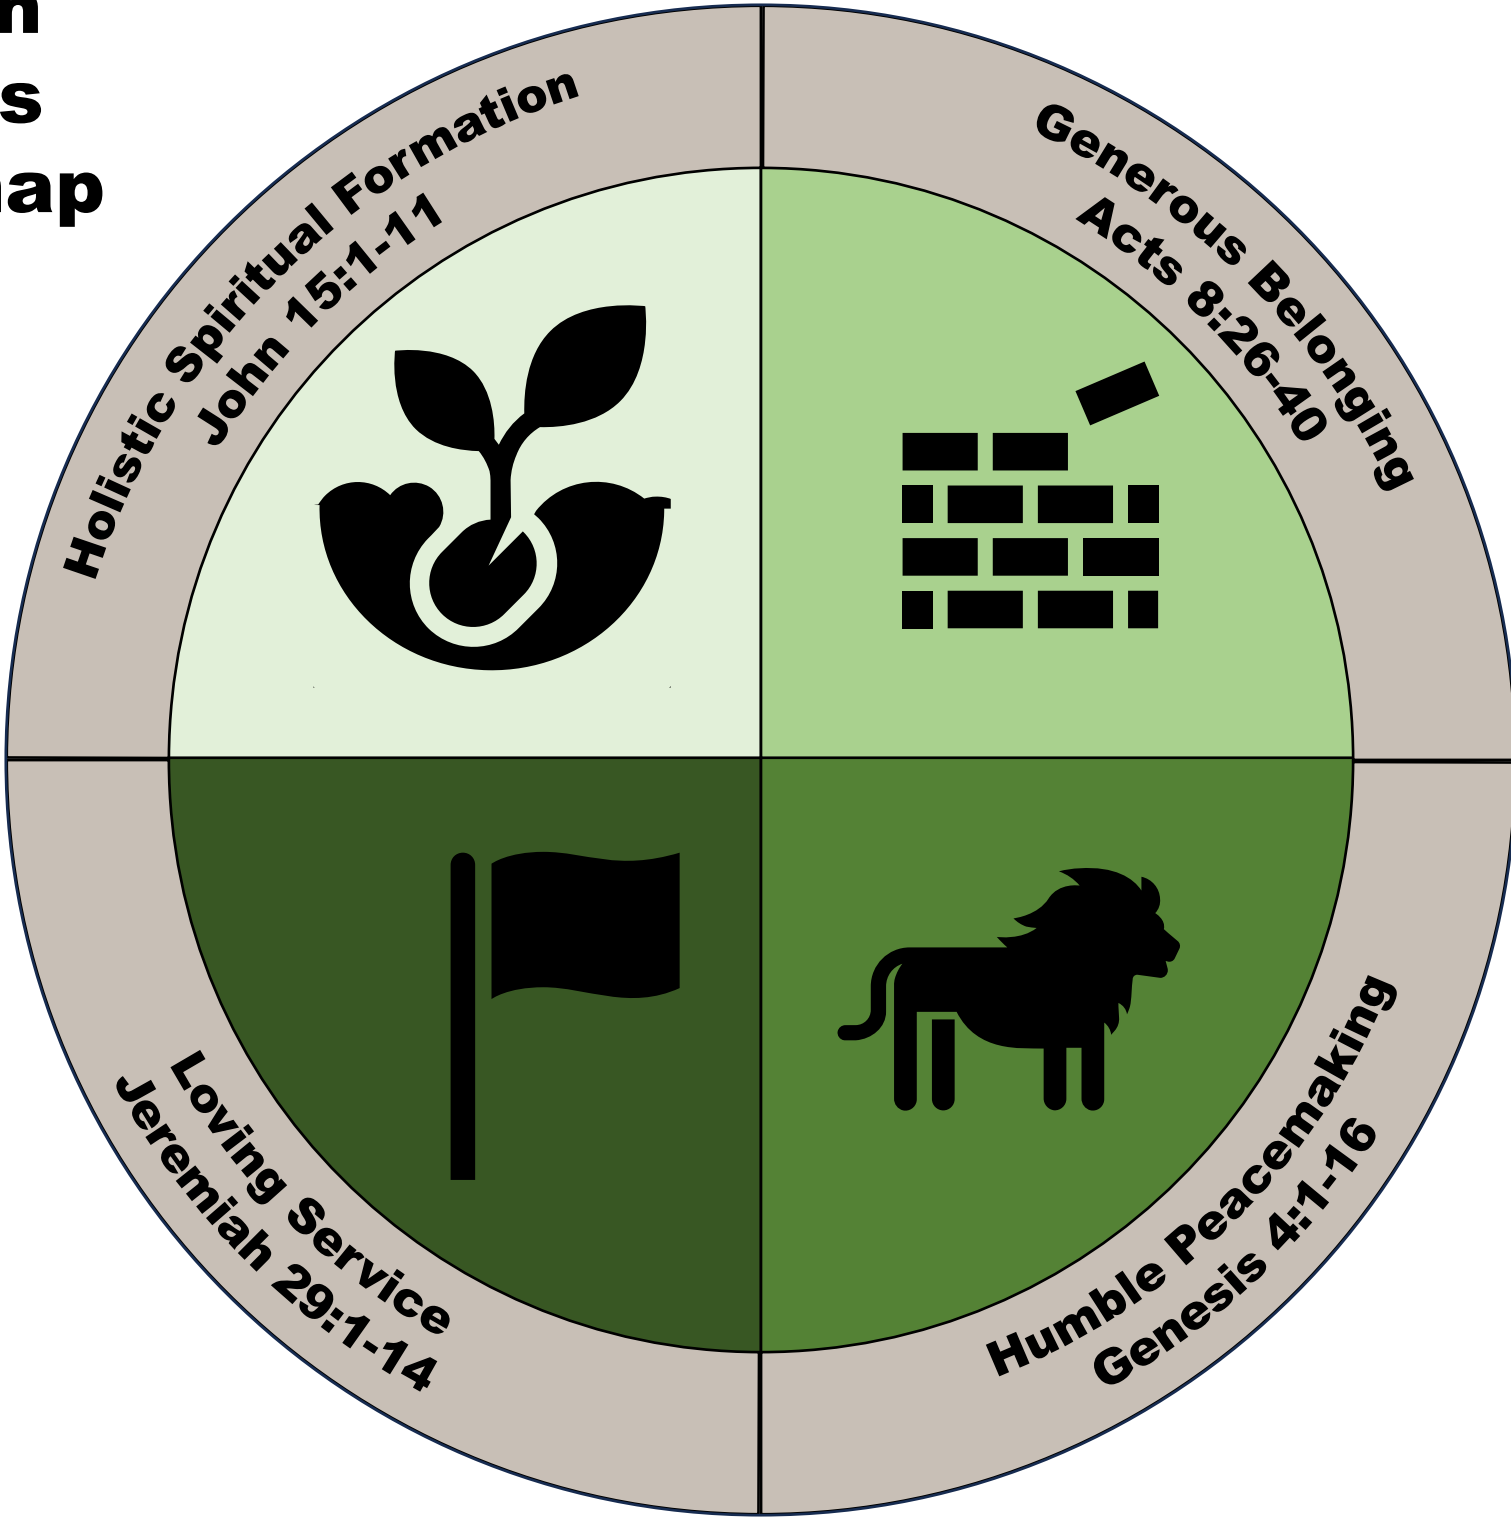 Holistic Spiritual Formation
John 15:1-11
Generous Belonging
Acts 8:26-40
Loving Service
Jeremiah 29:1-14
Humble Peacemaking
Genesis 4:1-16